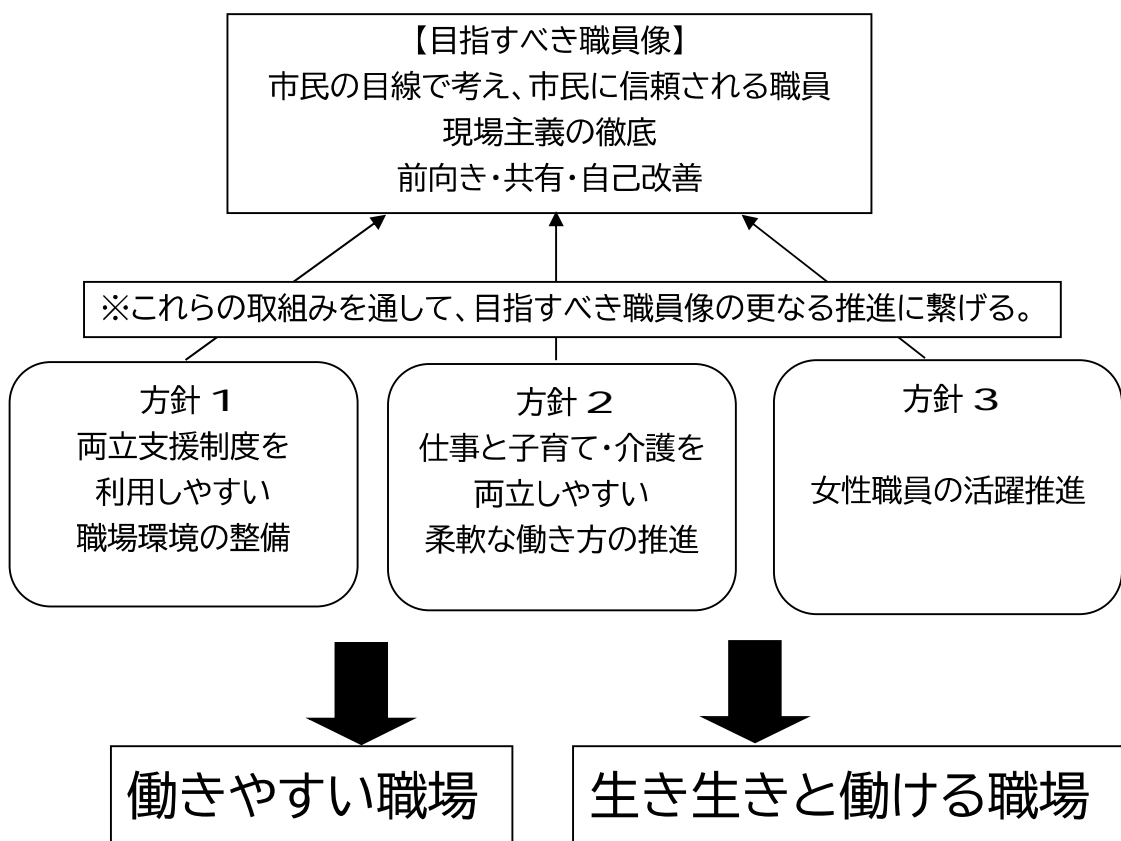 【目指すべき職員像】
市民の目線で考え、市民に信頼される職員
現場主義の徹底
前向き・共有・自己改善
※これらの取組みを通して、目指すべき職員像の更なる推進に繋げる。
方針 1
両立支援制度を
利用しやすい
職場環境の整備
方針 2
仕事と子育て・介護を
両立しやすい
柔軟な働き方の推進
方針 3
女性職員の活躍推進
働きやすい職場
生き生きと働ける職場